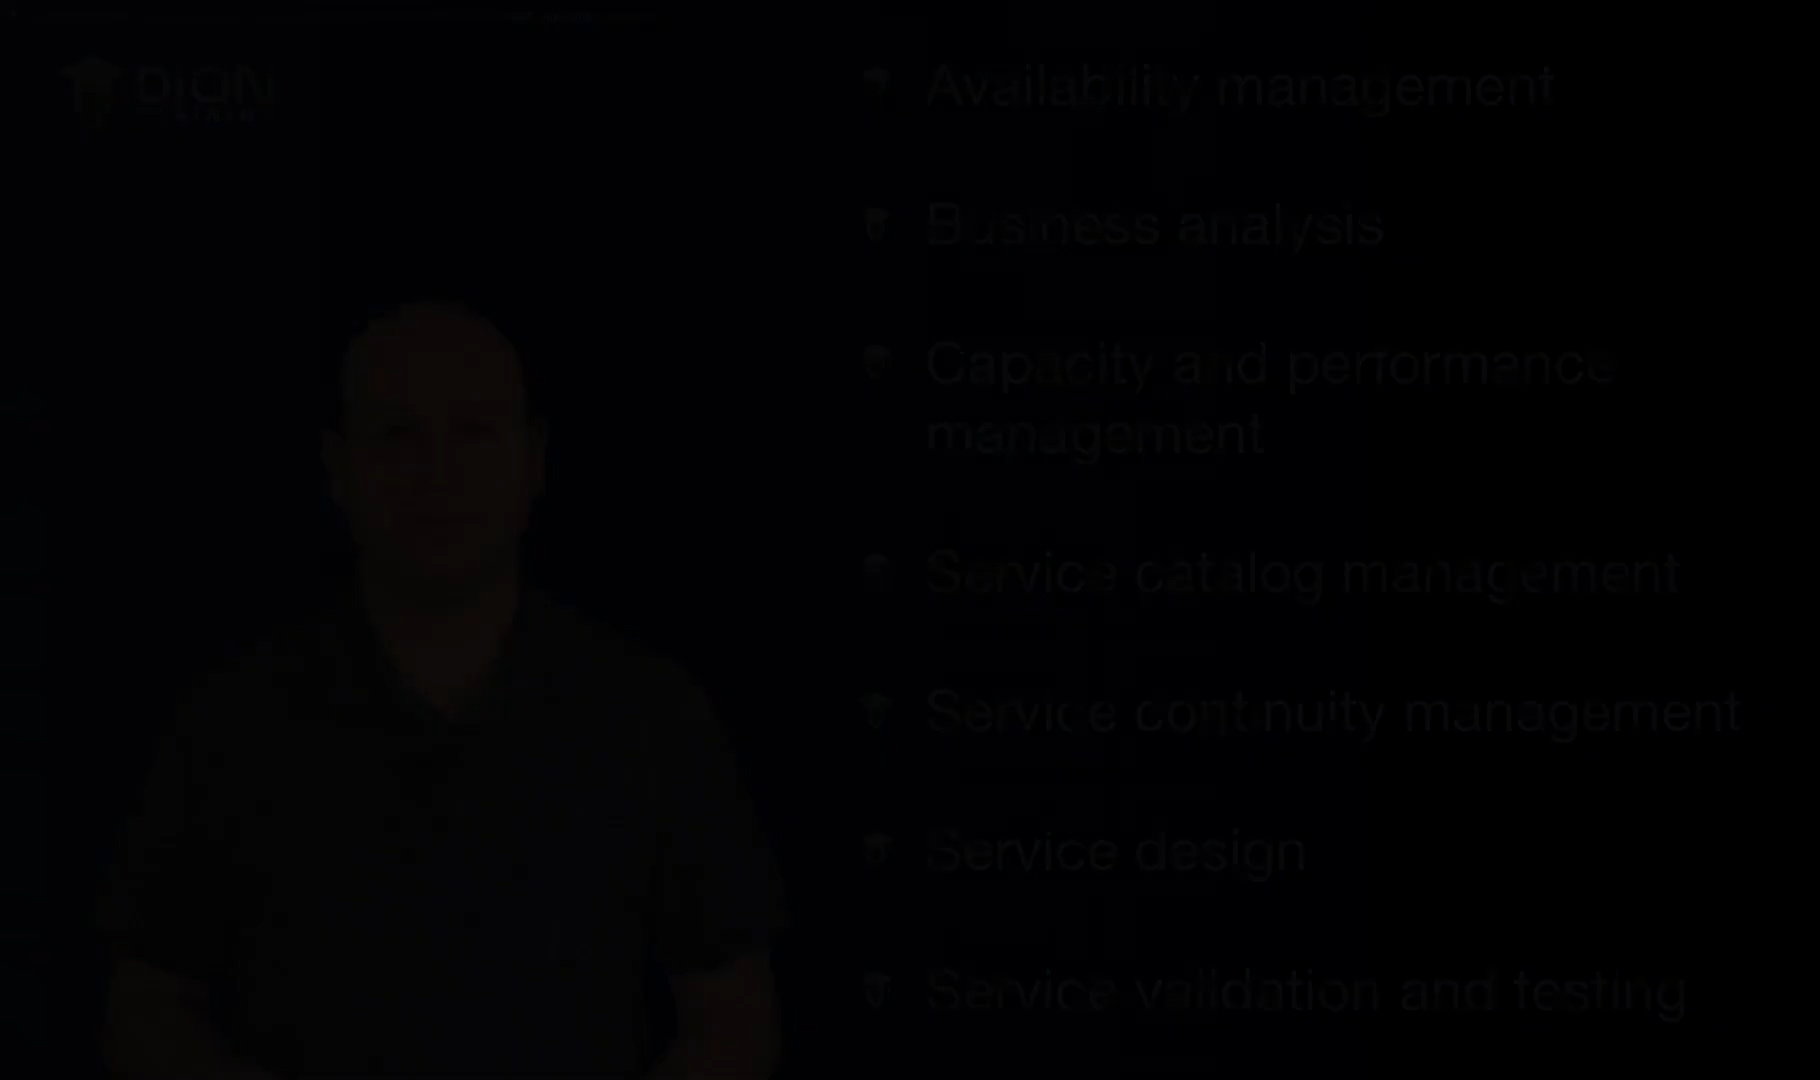 DION
Availability management
Business analysis
Capacity and performance
management
Service catalog management
Service continuity management
Service design
Service validation and testing